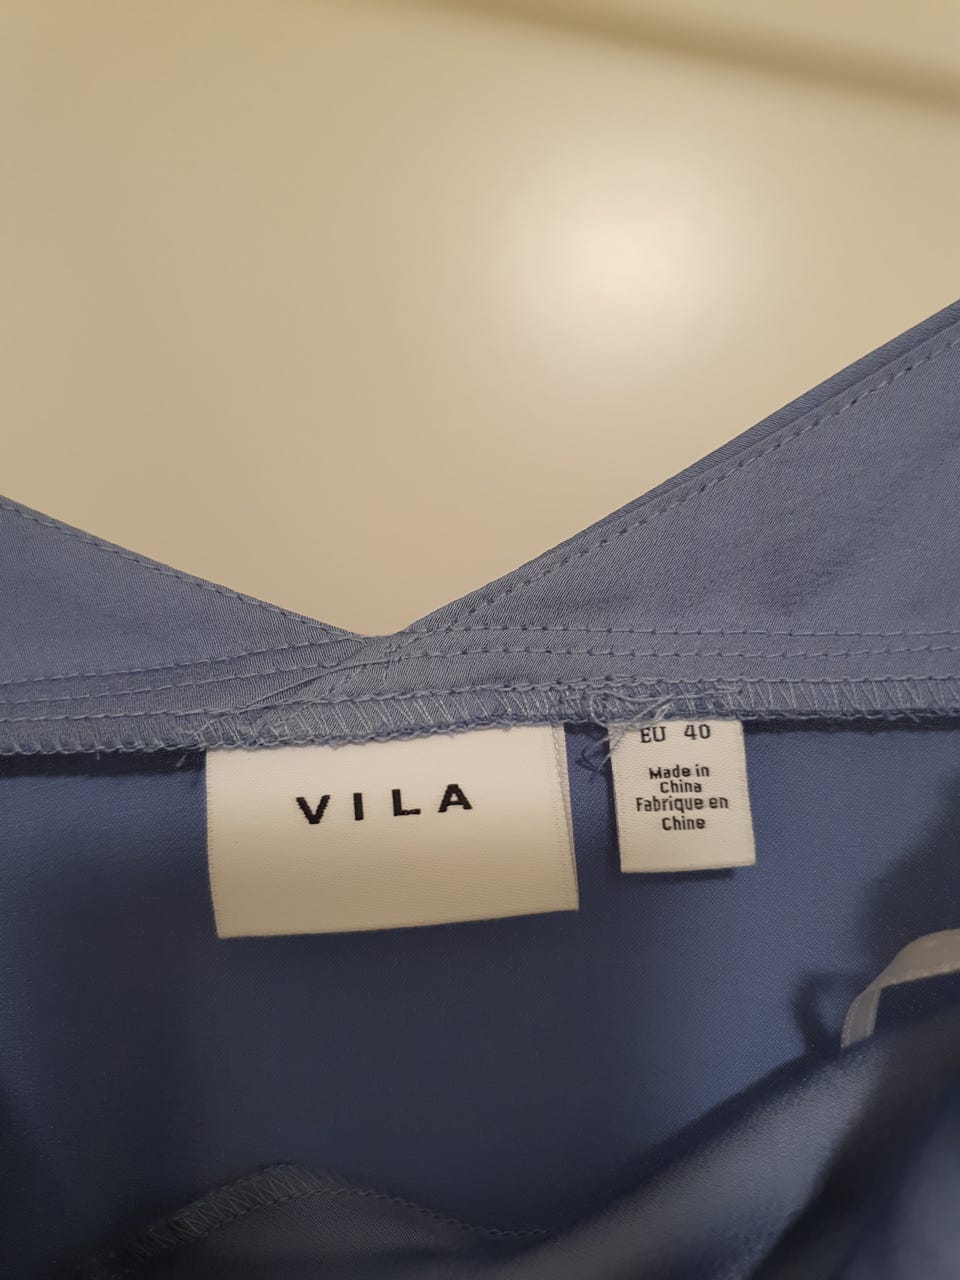 VILA
EU 40
Made in
China
Fabrique en
Chine